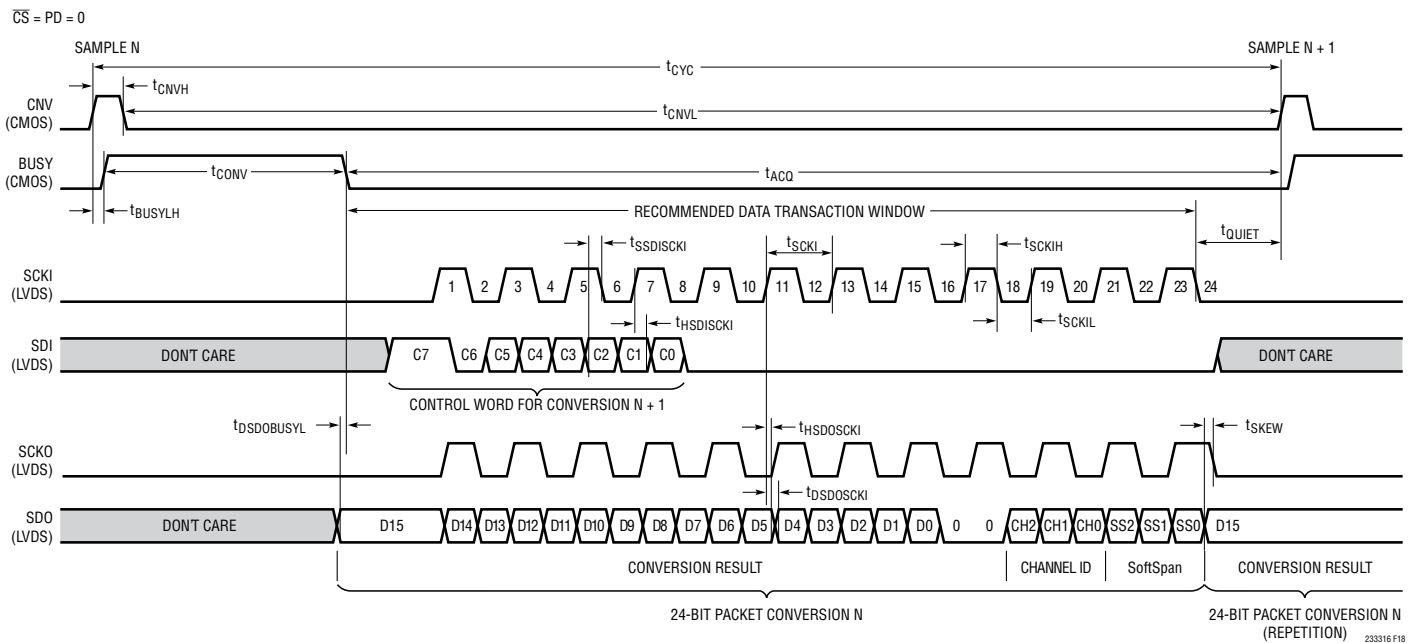 CS = PD = 0
SAMPLE N
SAMPLE N + 1
tCYC
tCNVH
CNV
(CMOS)
tCNVL
BUSY
(CMOS)
tCONV
tACQ
tBUSYLH
RECOMMENDED DATA TRANSACTION WINDOW
tQUIET
tSSDISCKI
tSCKI
tSCKIH
SCKI
(LVDS)
1 2 3 4 5 6 7 8 9 10 11 12 13 14 15 16 17 18 19 20 21 22 23 24
tHSDISCKI
tSCKIL
SDI
(LVDS)
DON'T CARE
C7 C6 C5 C4 C3 C2 C1 C0
DON'T CARE
CONTROL WORD FOR CONVERSION N + 1
tDSDOBUSYL
tHSDOSCKI
tSKEW
SCKO
(LVDS)
tDSDOSCKI
SDO
(LVDS)
DON'T CARE
D15 D14 D13 D12 D11 D10 D9 D8 D7 D6 D5 D4 D3 D2 D1 D0 0 0 CH2 CH1 CH0 SS2 SS1 SS0 D15
CONVERSION RESULT
CHANNEL ID
SoftSpan
CONVERSION RESULT
24-BIT PACKET CONVERSION N
24-BIT PACKET CONVERSION N
(REPETITION)
233316 F18